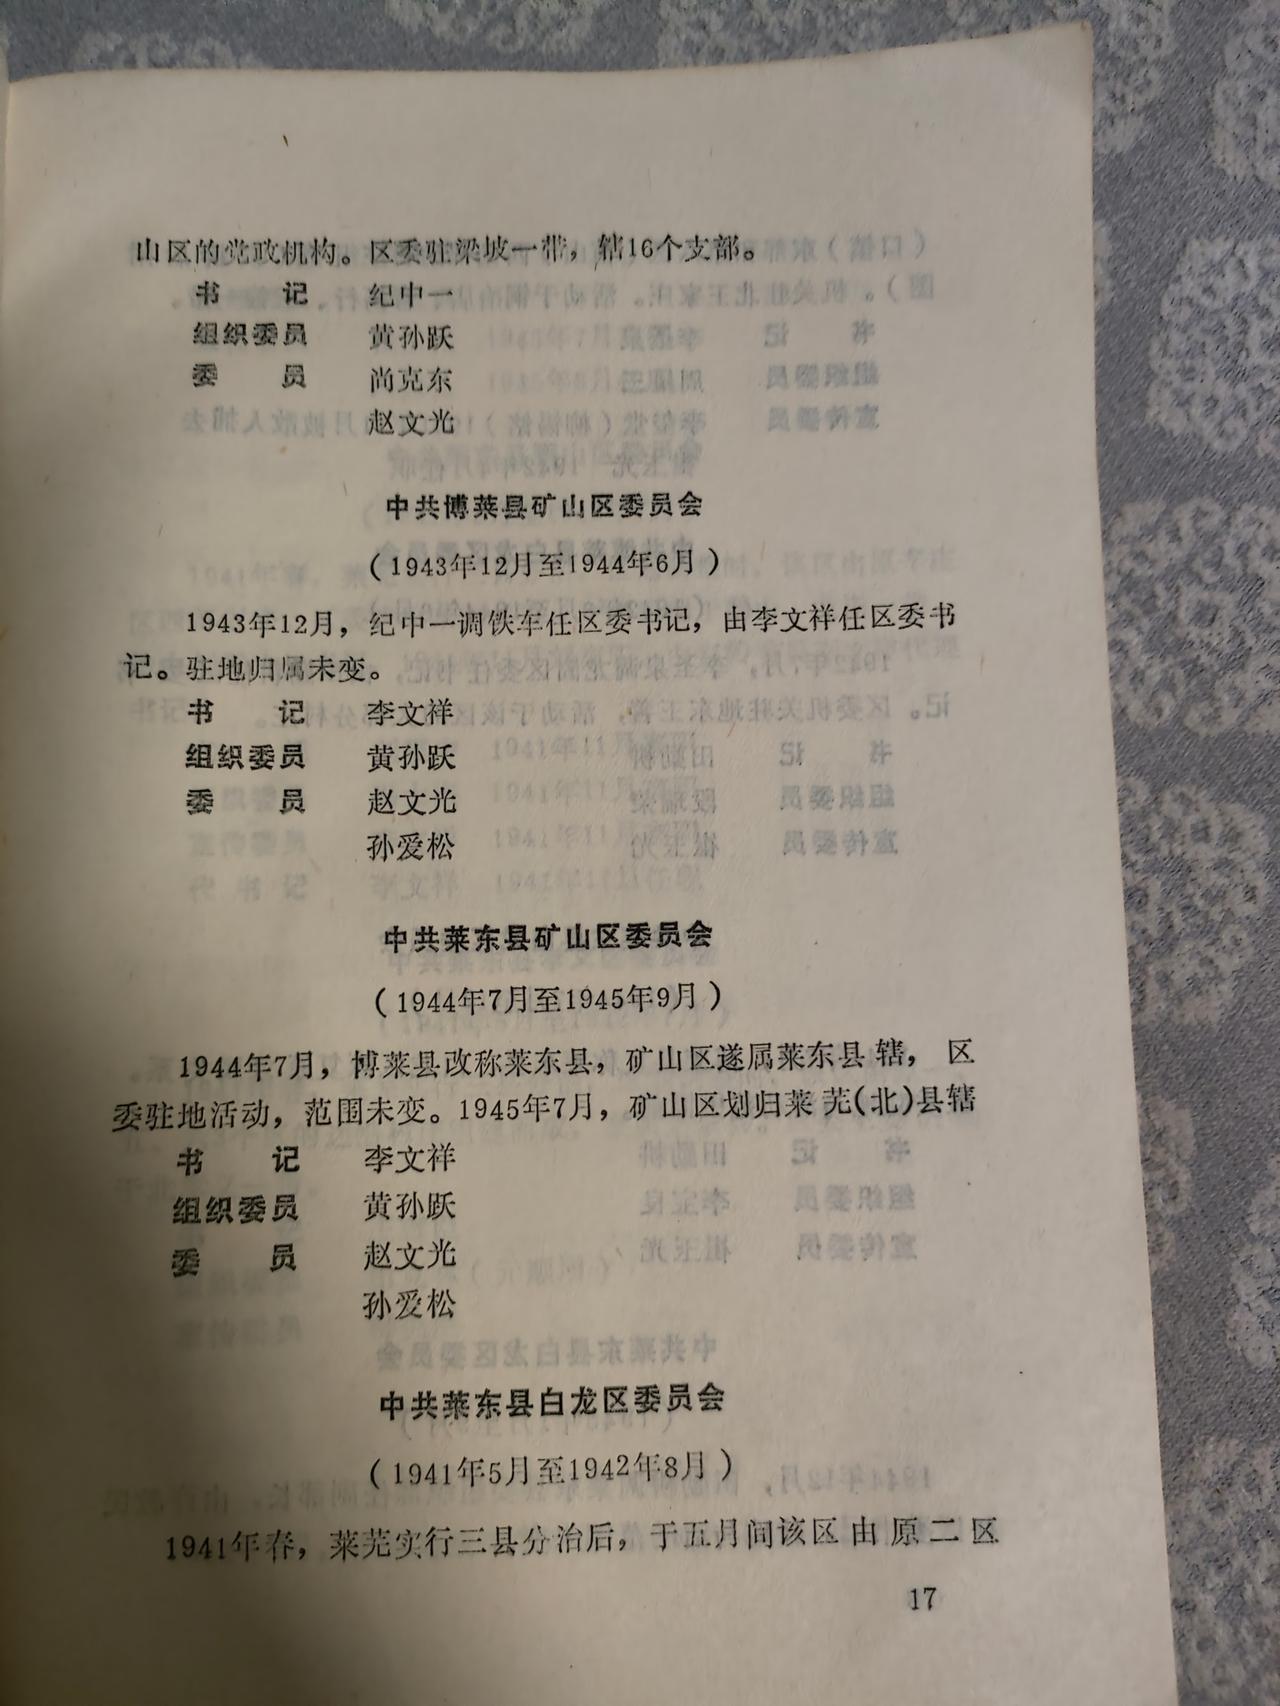 山区的党政机构。区委驻梁坡一带，辖16个支部。
书　　记　　纪中一
组织委员　　黄孙跃
委　　员　　尚克东
赵文光
中共博莱县矿山区委员会
（1943年12月至1944年6月）
1943年12月，纪中一调铁车任区委书记，由李文祥任区委书
记。驻地归属未变。
书　　记　　李文祥
组织委员　　黄孙跃
委　　员　　赵文光
孙爱松
中共莱东县矿山区委员会
（1944年7月至1945年9月）
1944年7月，博莱县改称莱东县，矿山区遂属莱东县辖，区
委驻地活动，范围未变。1945年7月，矿山区划归莱芜(北)县辖
书　　记　　李文祥
组织委员　　黄孙跃
委　　员　　赵文光
孙爱松
中共莱东县白龙区委员会
（1941年5月至1942年8月）
1941年春，莱芜实行三县分治后，于五月间该区由原二区
17